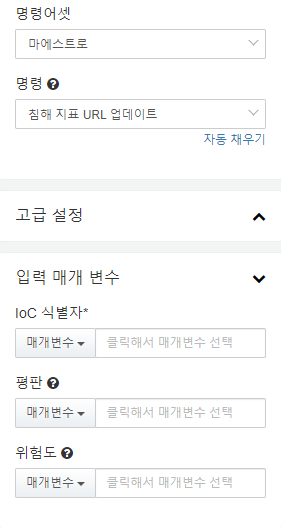 명령어셋
마에스트로
명령
침해 지표 URL 업데이트
자동 채우기
고급 설정
입력 매개 변수
IoC 식별자*
매개변수 클릭해서 매개변수 선택
평판
매개변수 클릭해서 매개변수 선택
위험도
매개변수 클릭해서 매개변수 선택